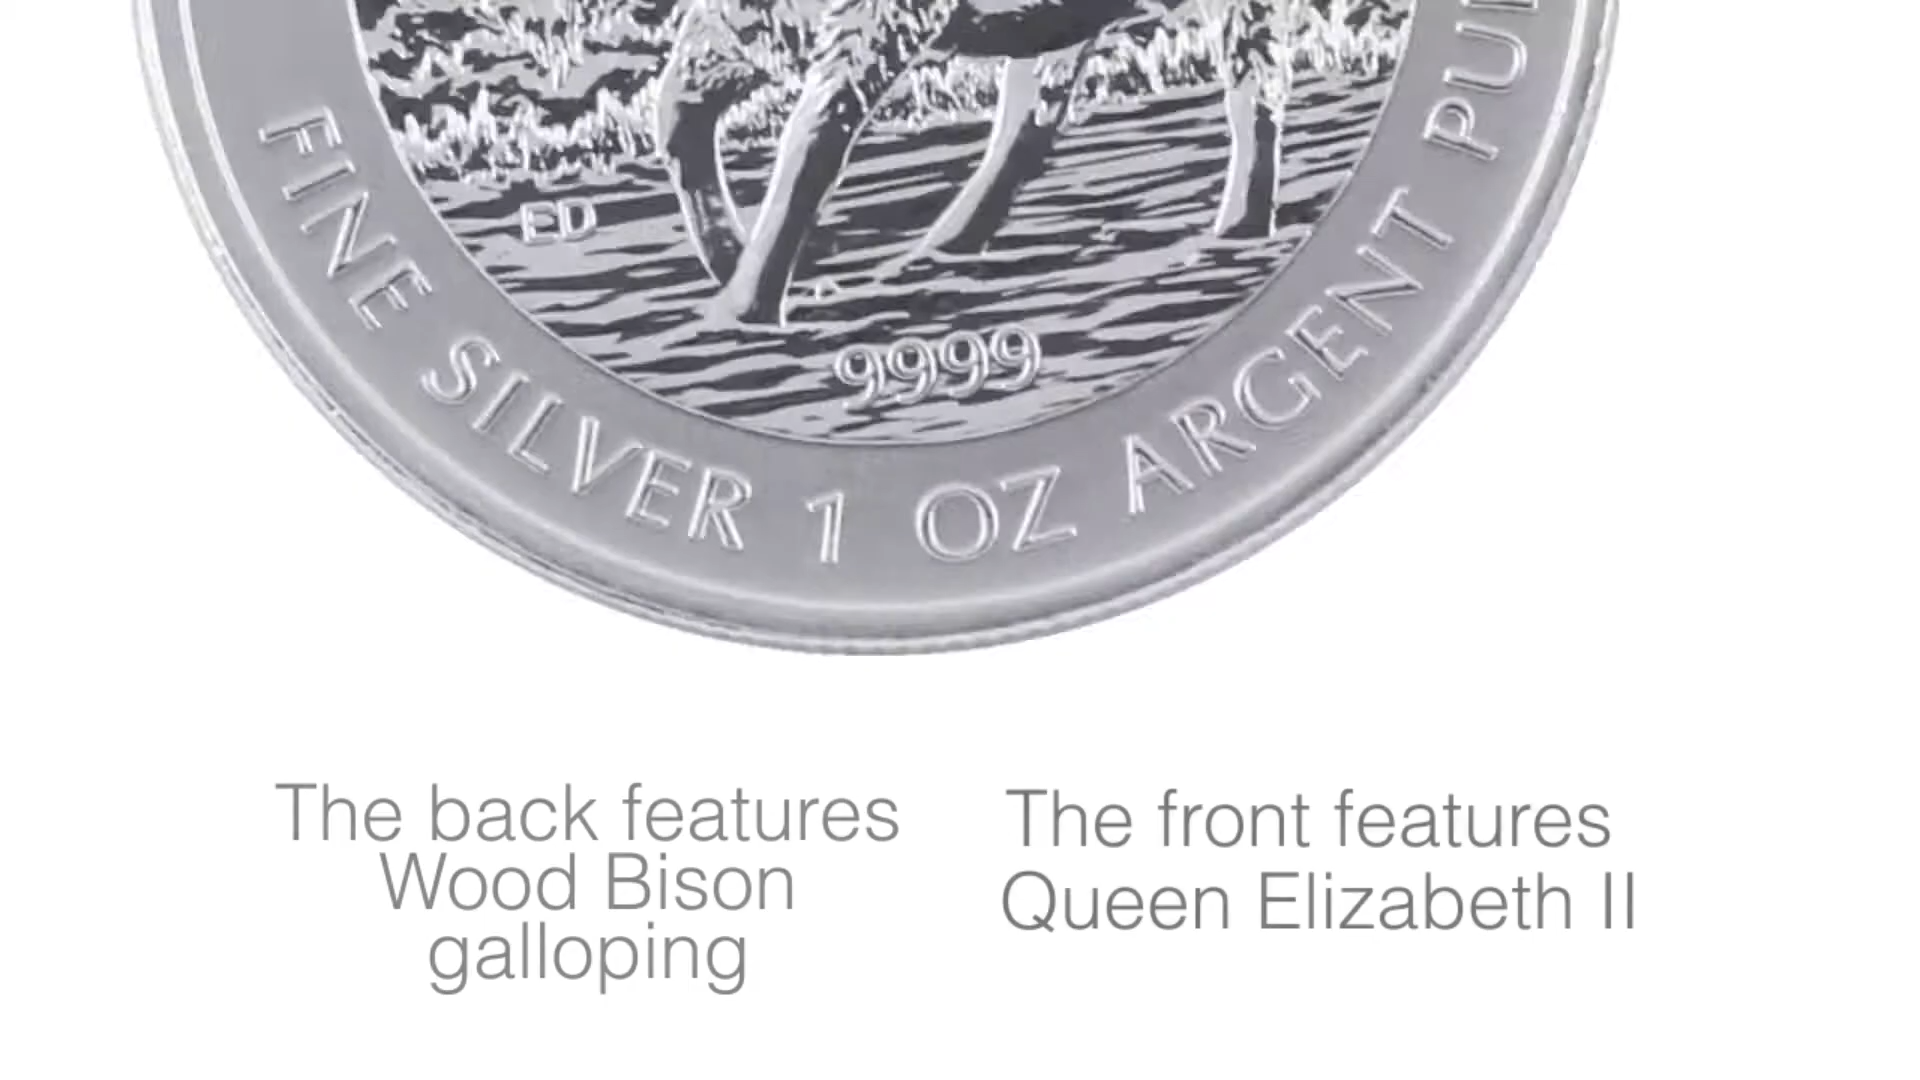 ED
9999
FINE SILVER 1 OZ ARGENT
The back features
Wood Bison
galloping
The front features
Queen Elizabeth II